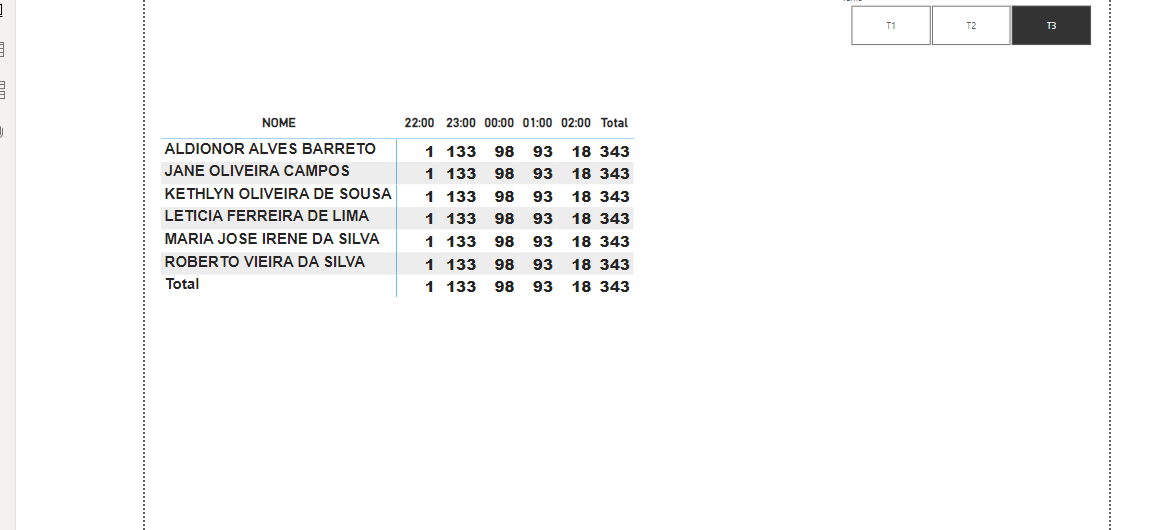 T1 T2 T3
NOME 22:00 23:00 00:00 01:00 02:00 Total
ALDIONOR ALVES BARRETO 1 133 98 93 18 343
JANE OLIVEIRA CAMPOS 1 133 98 93 18 343
KETHLYN OLIVEIRA DE SOUSA 1 133 98 93 18 343
LETICIA FERREIRA DE LIMA 1 133 98 93 18 343
MARIA JOSE IRENE DA SILVA 1 133 98 93 18 343
ROBERTO VIEIRA DA SILVA 1 133 98 93 18 343
Total 1 133 98 93 18 343